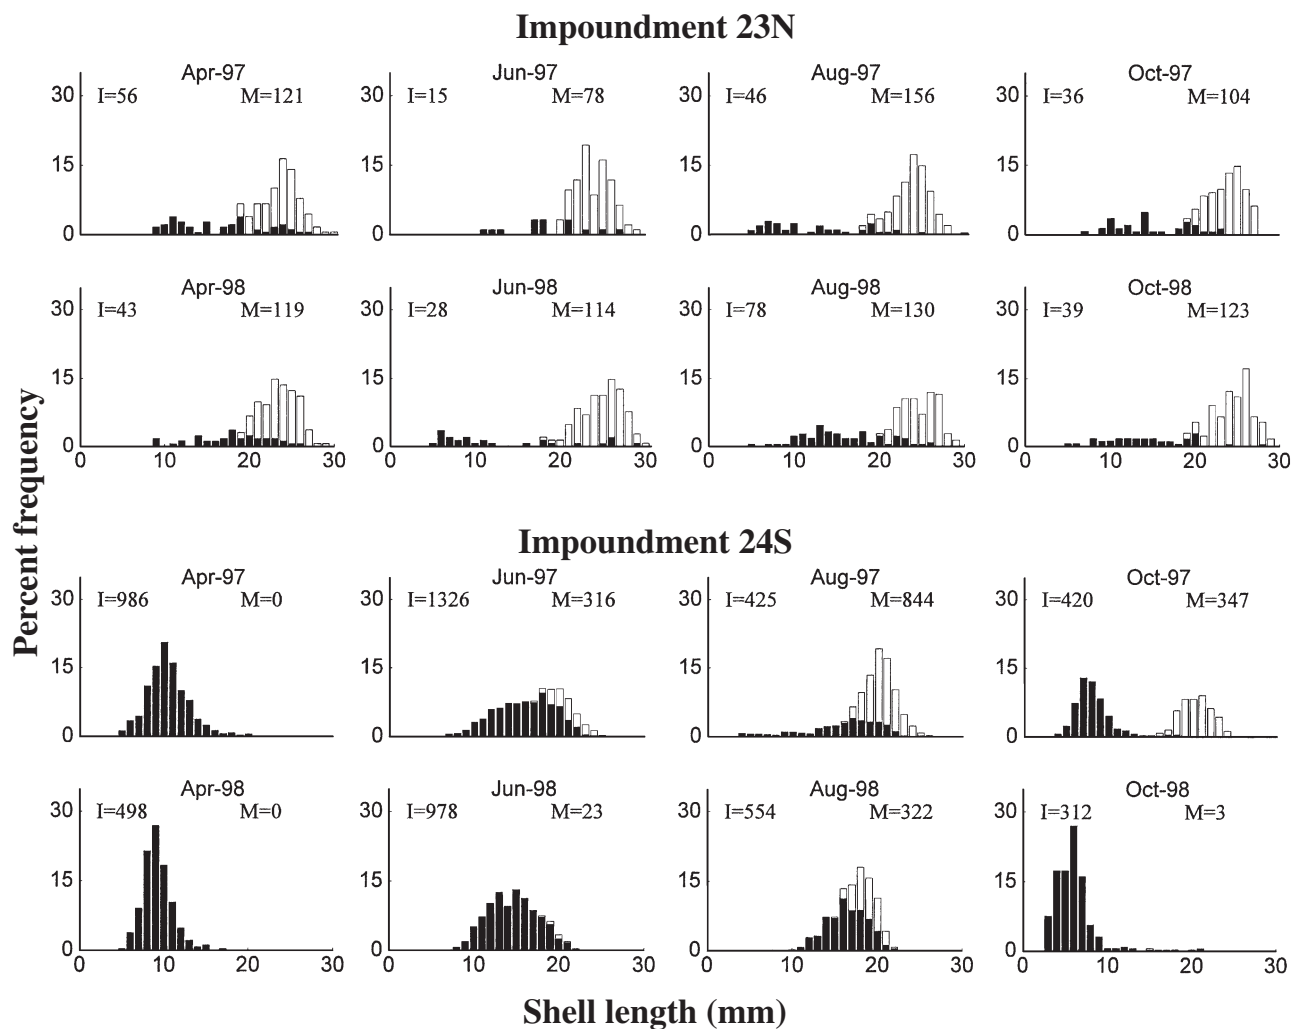 Impoundment 23N
Apr-97 Jun-97 Aug-97 Oct-97
30 I=56 M=121 30 I=15 M=78 30 I=46 M=156 30 I=36 M=104
15 15 15 15
0 0 0 0
Apr-98 Jun-98 Aug-98 Oct-98
30 I=43 M=119 30 I=28 M=114 30 I=78 M=130 30 I=39 M=123
15 15 15 15
0 0 0 0
0 10 20 30 0 10 20 30 0 10 20 30 0 10 20 30
Percent frequency
Impoundment 24S
Apr-97 Jun-97 Aug-97 Oct-97
30 I=986 M=0 30 I=1326 M=316 30 I=425 M=844 30 I=420 M=347
15 15 15 15
0 0 0 0
Apr-98 Jun-98 Aug-98 Oct-98
30 I=498 M=0 30 I=978 M=23 30 I=554 M=322 30 I=312 M=3
15 15 15 15
0 0 0 0
0 10 20 30 0 10 20 30 0 10 20 30 0 10 20 30
Shell length (mm)